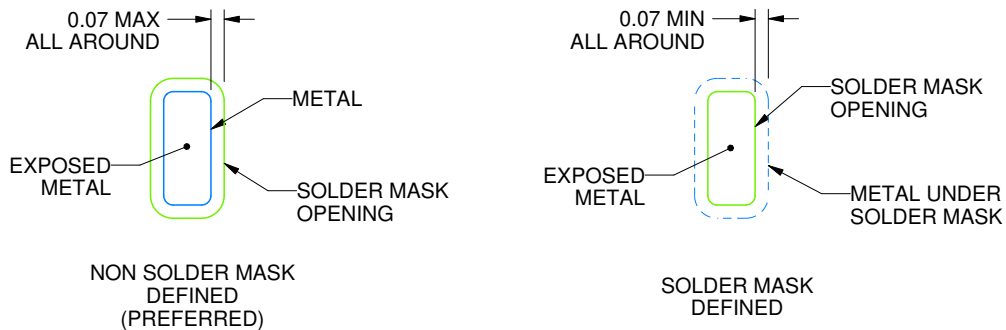 0.07 MAX
ALL AROUND
METAL
EXPOSED
METAL
SOLDER MASK
OPENING
NON SOLDER MASK
DEFINED
(PREFERRED)
0.07 MIN
ALL AROUND
SOLDER MASK
OPENING
EXPOSED
METAL
METAL UNDER
SOLDER MASK
SOLDER MASK
DEFINED